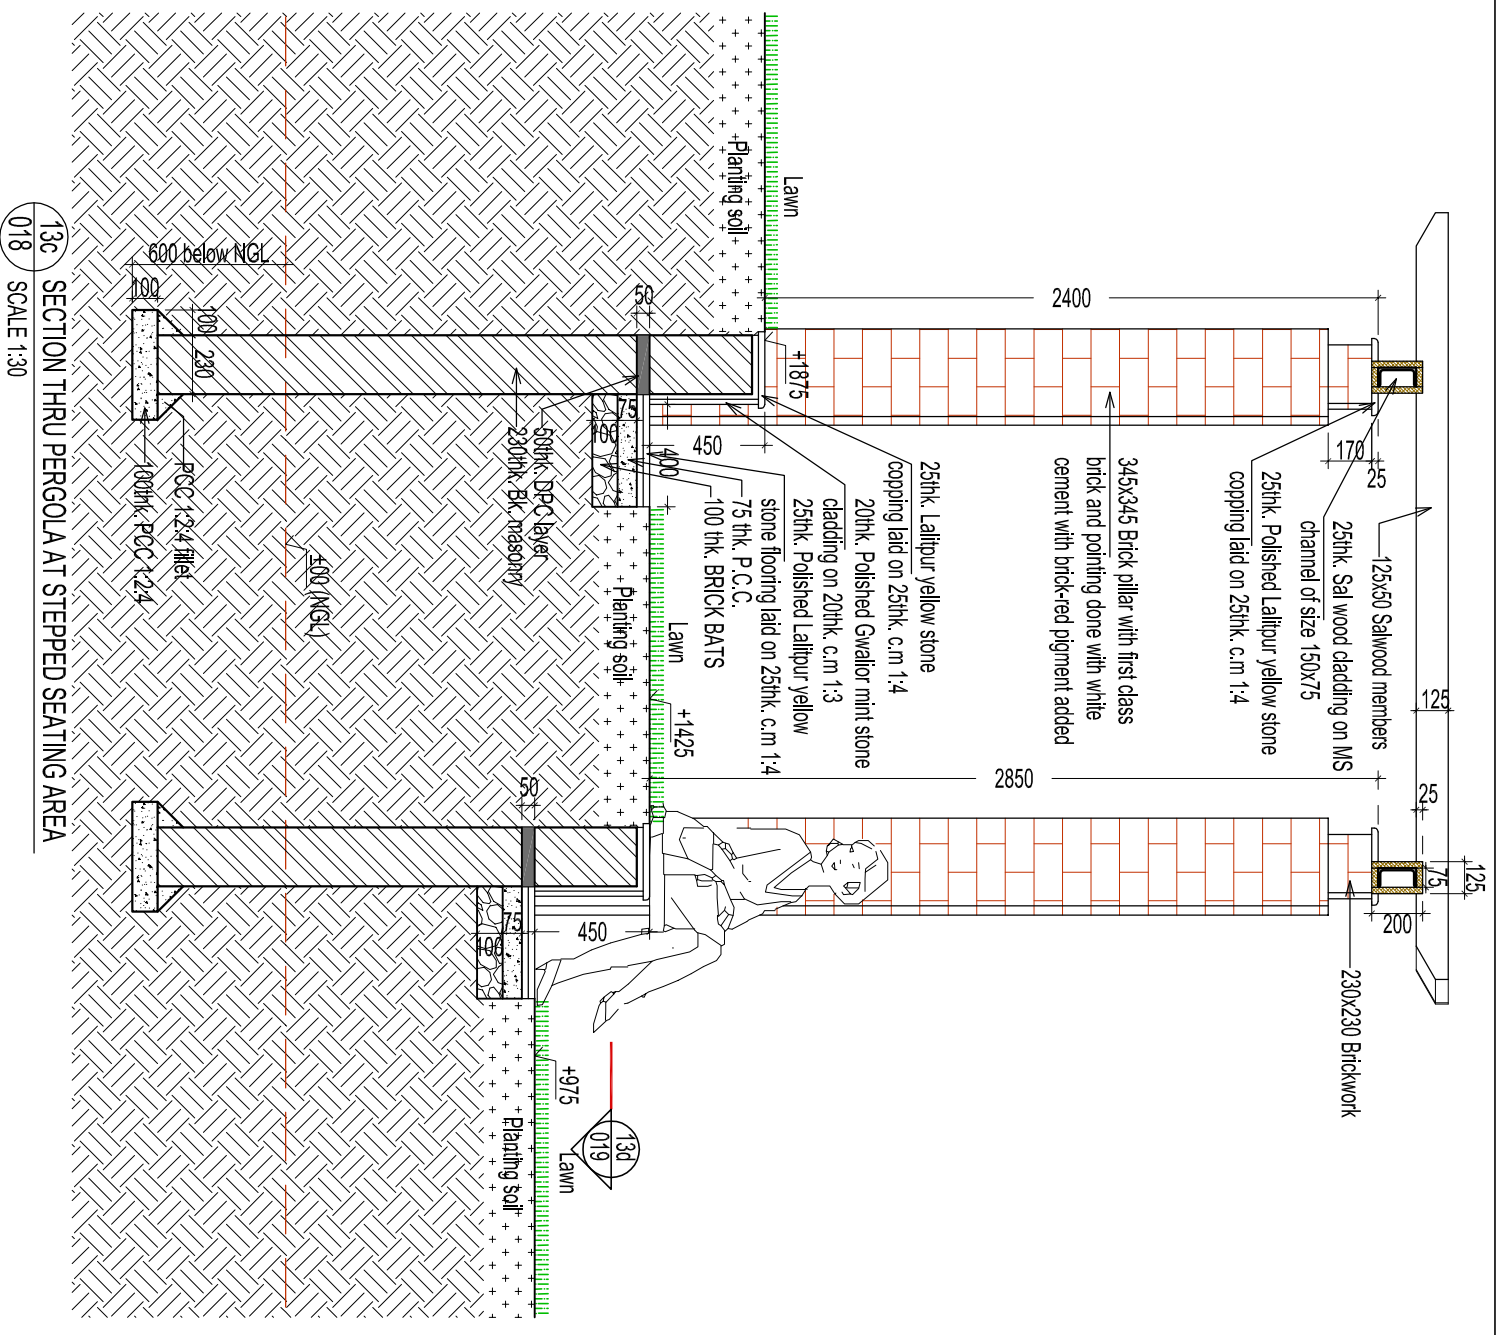 125x50 Salwood members
25thk. Sal wood cladding on MS
channel of size 150x75
25thk. Polished Lalitpur yellow stone
copping laid on 25thk. c.m 1:4
230x230 Brickwork
345x345 Brick pillar with first class
brick and pointing done with white
cement with brick-red pigment added
25thk. Lalitpur yellow stone
copping laid on 25thk. c.m 1:4
20thk. Polished Gwalior mint stone
cladding on 20thk. c.m 1:3
25thk. Polished Lalitpur yellow
stone flooring laid on 25thk. c.m 1:4
75 thk. P.C.C.
100 thk. BRICK BATS
50thk. DPC layer
230thk. Bk. masonry
PCC 1:2:4 fillet
100thk. PCC 1:2:4
Lawn
Planting soil
Lawn
Planting soil
Lawn
Planting soil
+1875
+1425
+975
±00 (NGL)
600 below NGL
2400
2850
125
25
125
75
200
170
25
450
400
75
100
50
450
75
100
50
100
100
230
13d
019
13c
018
SECTION THRU PERGOLA AT STEPPED SEATING AREA
SCALE 1:30